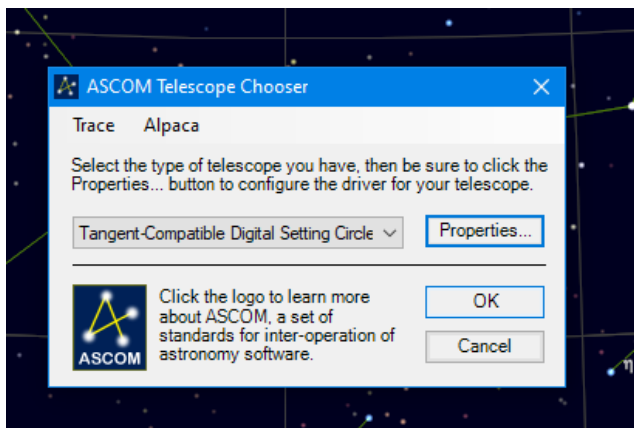 ASCOM Telescope Chooser
Trace Alpaca
Select the type of telescope you have, then be sure to click the
Properties... button to configure the driver for your telescope.
Tangent-Compatible Digital Setting Circle
Properties...
Click the logo to learn more
about ASCOM, a set of
standards for inter-operation of
astronomy software.
ASCOM
OK
Cancel
η